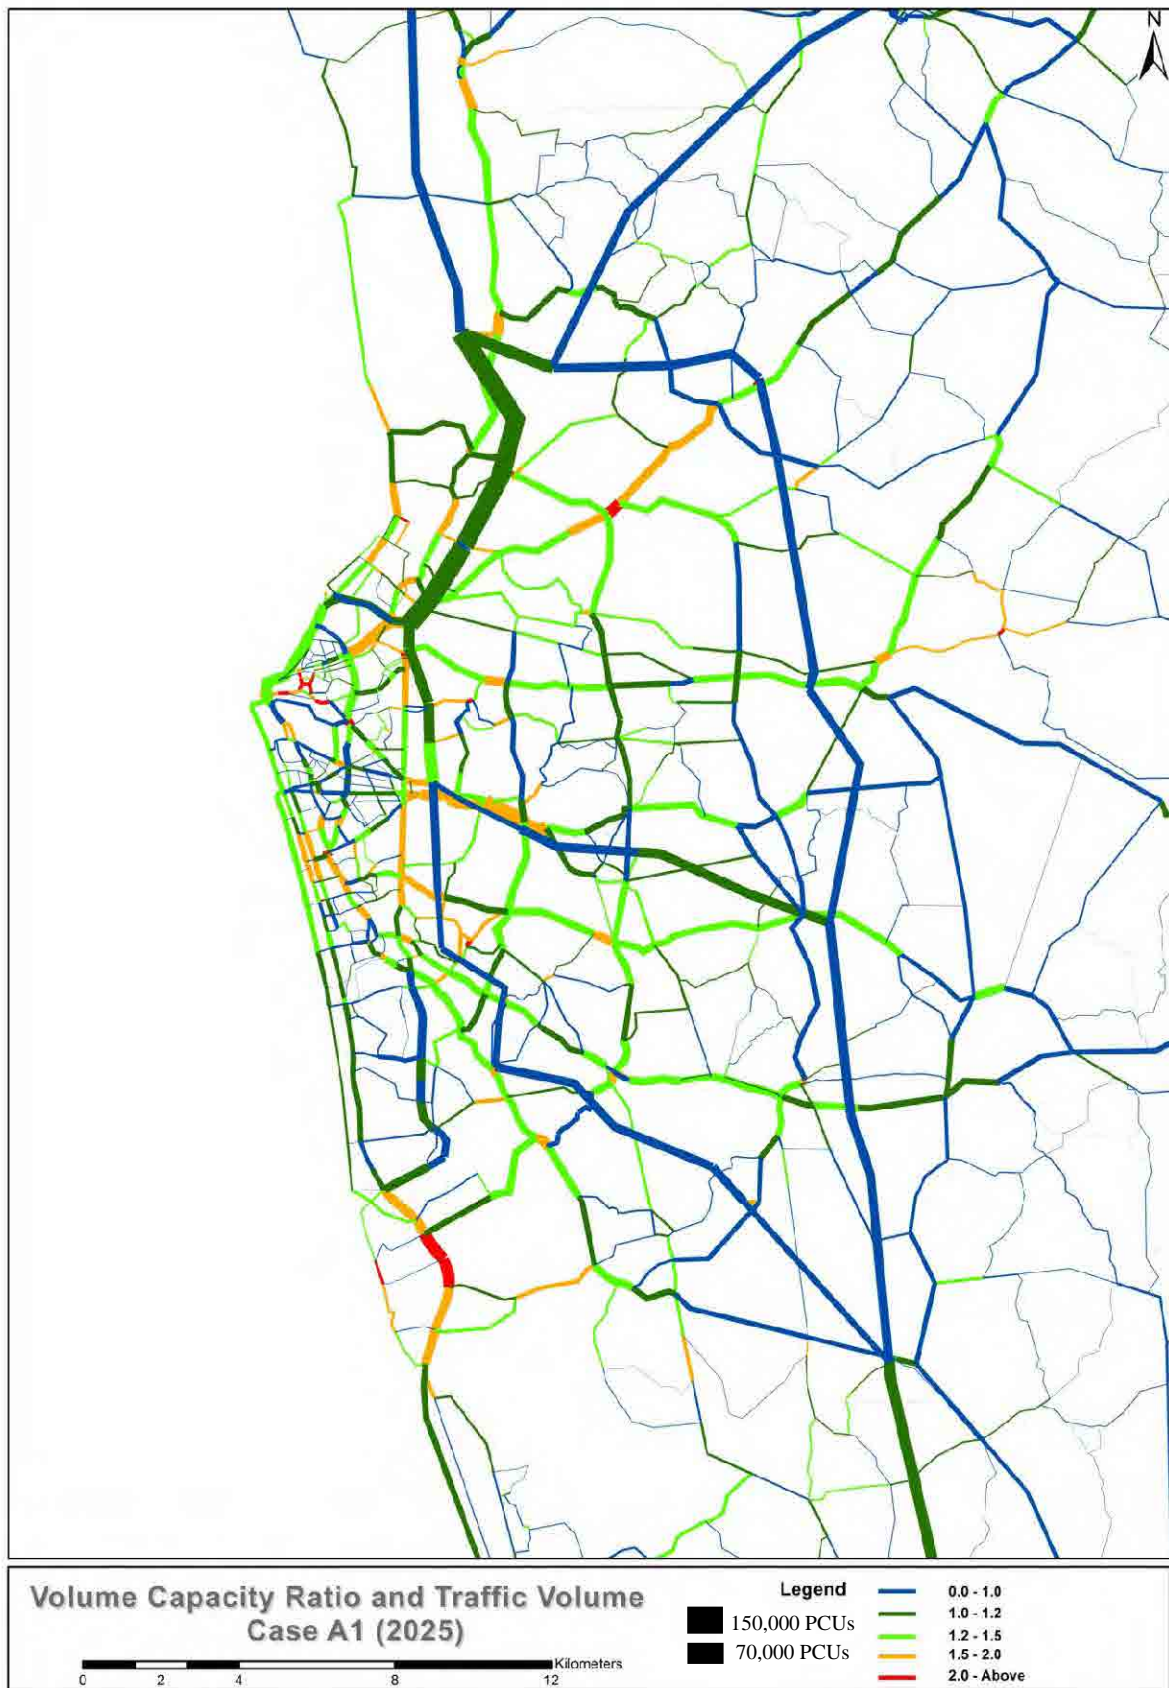 N
Volume Capacity Ratio and Traffic Volume
Case A1 (2025)
Kilometers
0 2 4 8 12
Legend
150,000 PCUs
70,000 PCUs
0.0 - 1.0
1.0 - 1.2
1.2 - 1.5
1.5 - 2.0
2.0 - Above